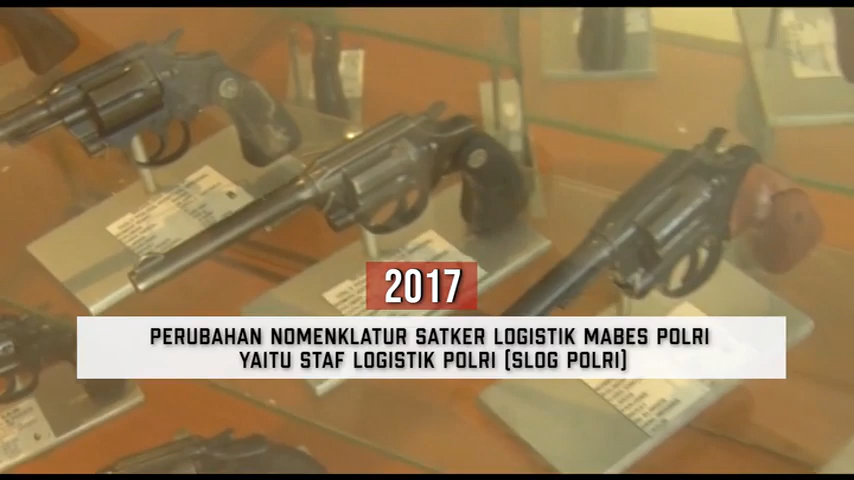 2017
PERUBAHAN NOMENKLATUR SATKER LOGISTIK MABES POLRI
YAITU STAF LOGISTIK POLRI (SLOG POLRI)